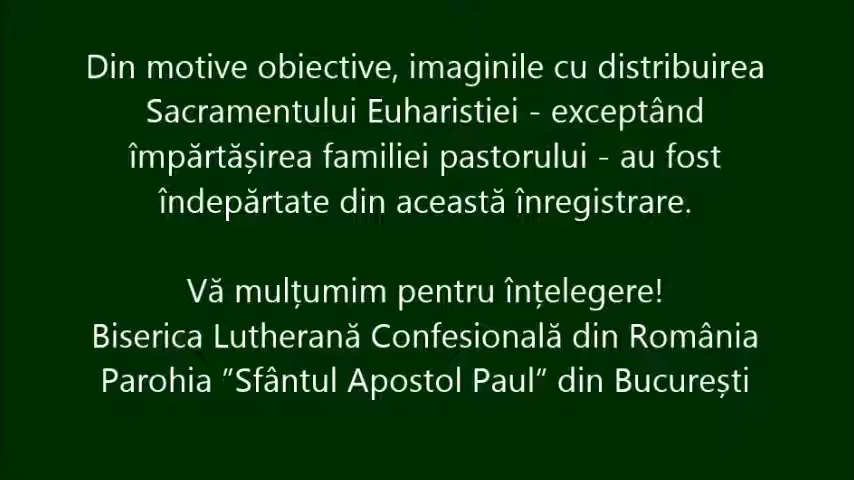 Din motive obiective, imaginile cu distribuirea
Sacramentului Euharistiei - exceptând
împărtășirea familiei pastorului - au fost
îndepărtate din această înregistrare.
Vă mulțumim pentru înțelegere!
Biserica Lutherană Confesională din România
Parohia ”Sfântul Apostol Paul” din București